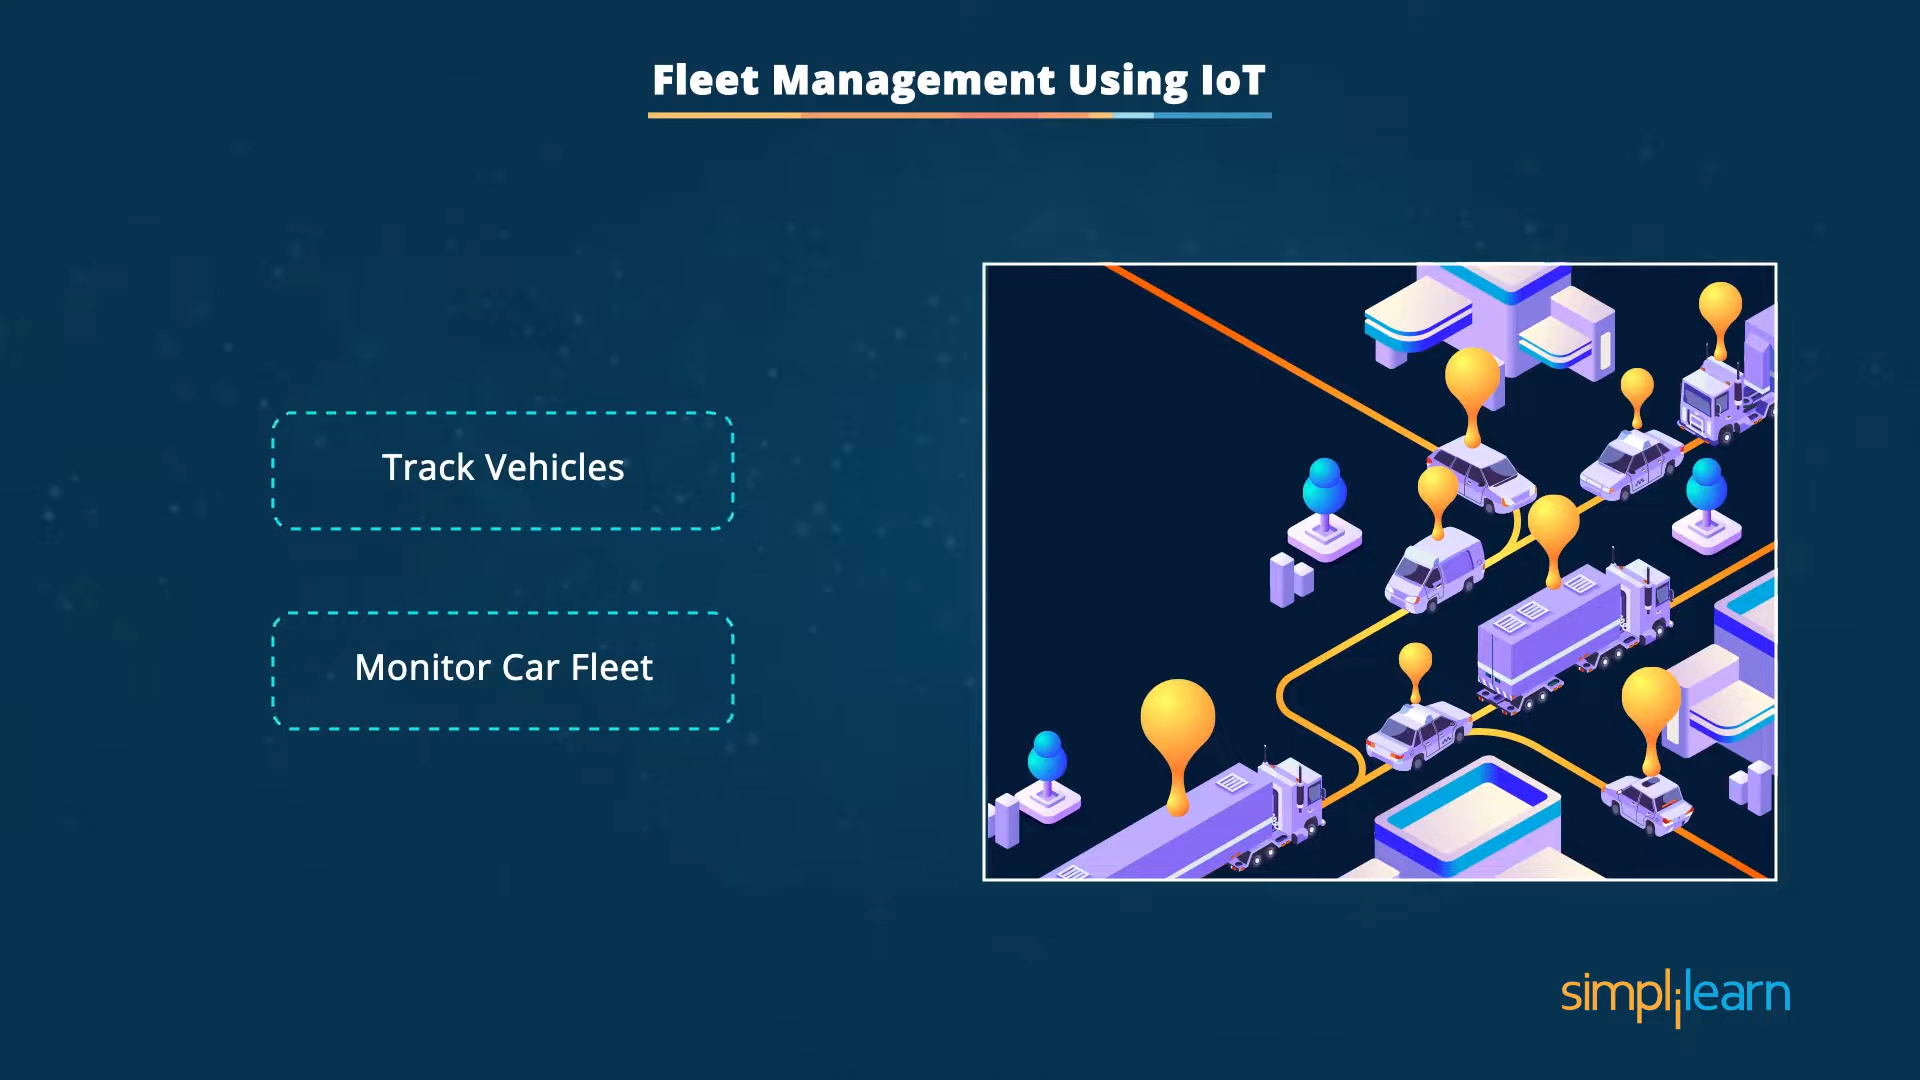 Fleet Management Using IoT
Track Vehicles
Monitor Car Fleet
simplilearn